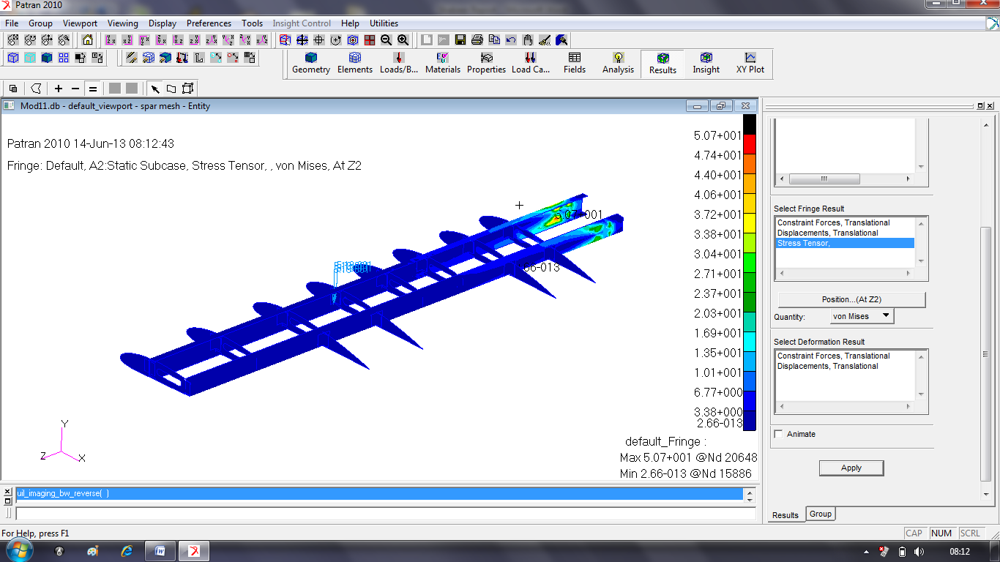 Patran 2010
File Group Viewport Viewing Display Preferences Tools Insight Control Help Utilities
Geometry Elements Loads/B... Materials Properties Load Ca... Fields Analysis Results Insight XY Plot
Mod11.db - default_viewport - spar mesh - Entity
Patran 2010 14-Jun-13 08:12:43
Fringe: Default, A2:Static Subcase, Stress Tensor, , von Mises, At Z2
5.07+001
4.74+001
4.40+001
4.06+001
3.72+001
3.38+001
3.04+001
2.71+001
2.37+001
2.03+001
1.69+001
1.35+001
1.01+001
6.77+000
3.38+000
2.66-013
default_Fringe :
Max 5.07+001 @Nd 20648
Min 2.66-013 @Nd 15886
Y
Z
X
Select Fringe Result
Constraint Forces, Translational
Displacements, Translational
Stress Tensor,
Position...(At Z2)
Quantity: von Mises
Select Deformation Result
Constraint Forces, Translational
Displacements, Translational
Animate
Apply
Results Group
uil_imaging_bw_reverse( )
For Help, press F1
CAP NUM SCRL
08:12